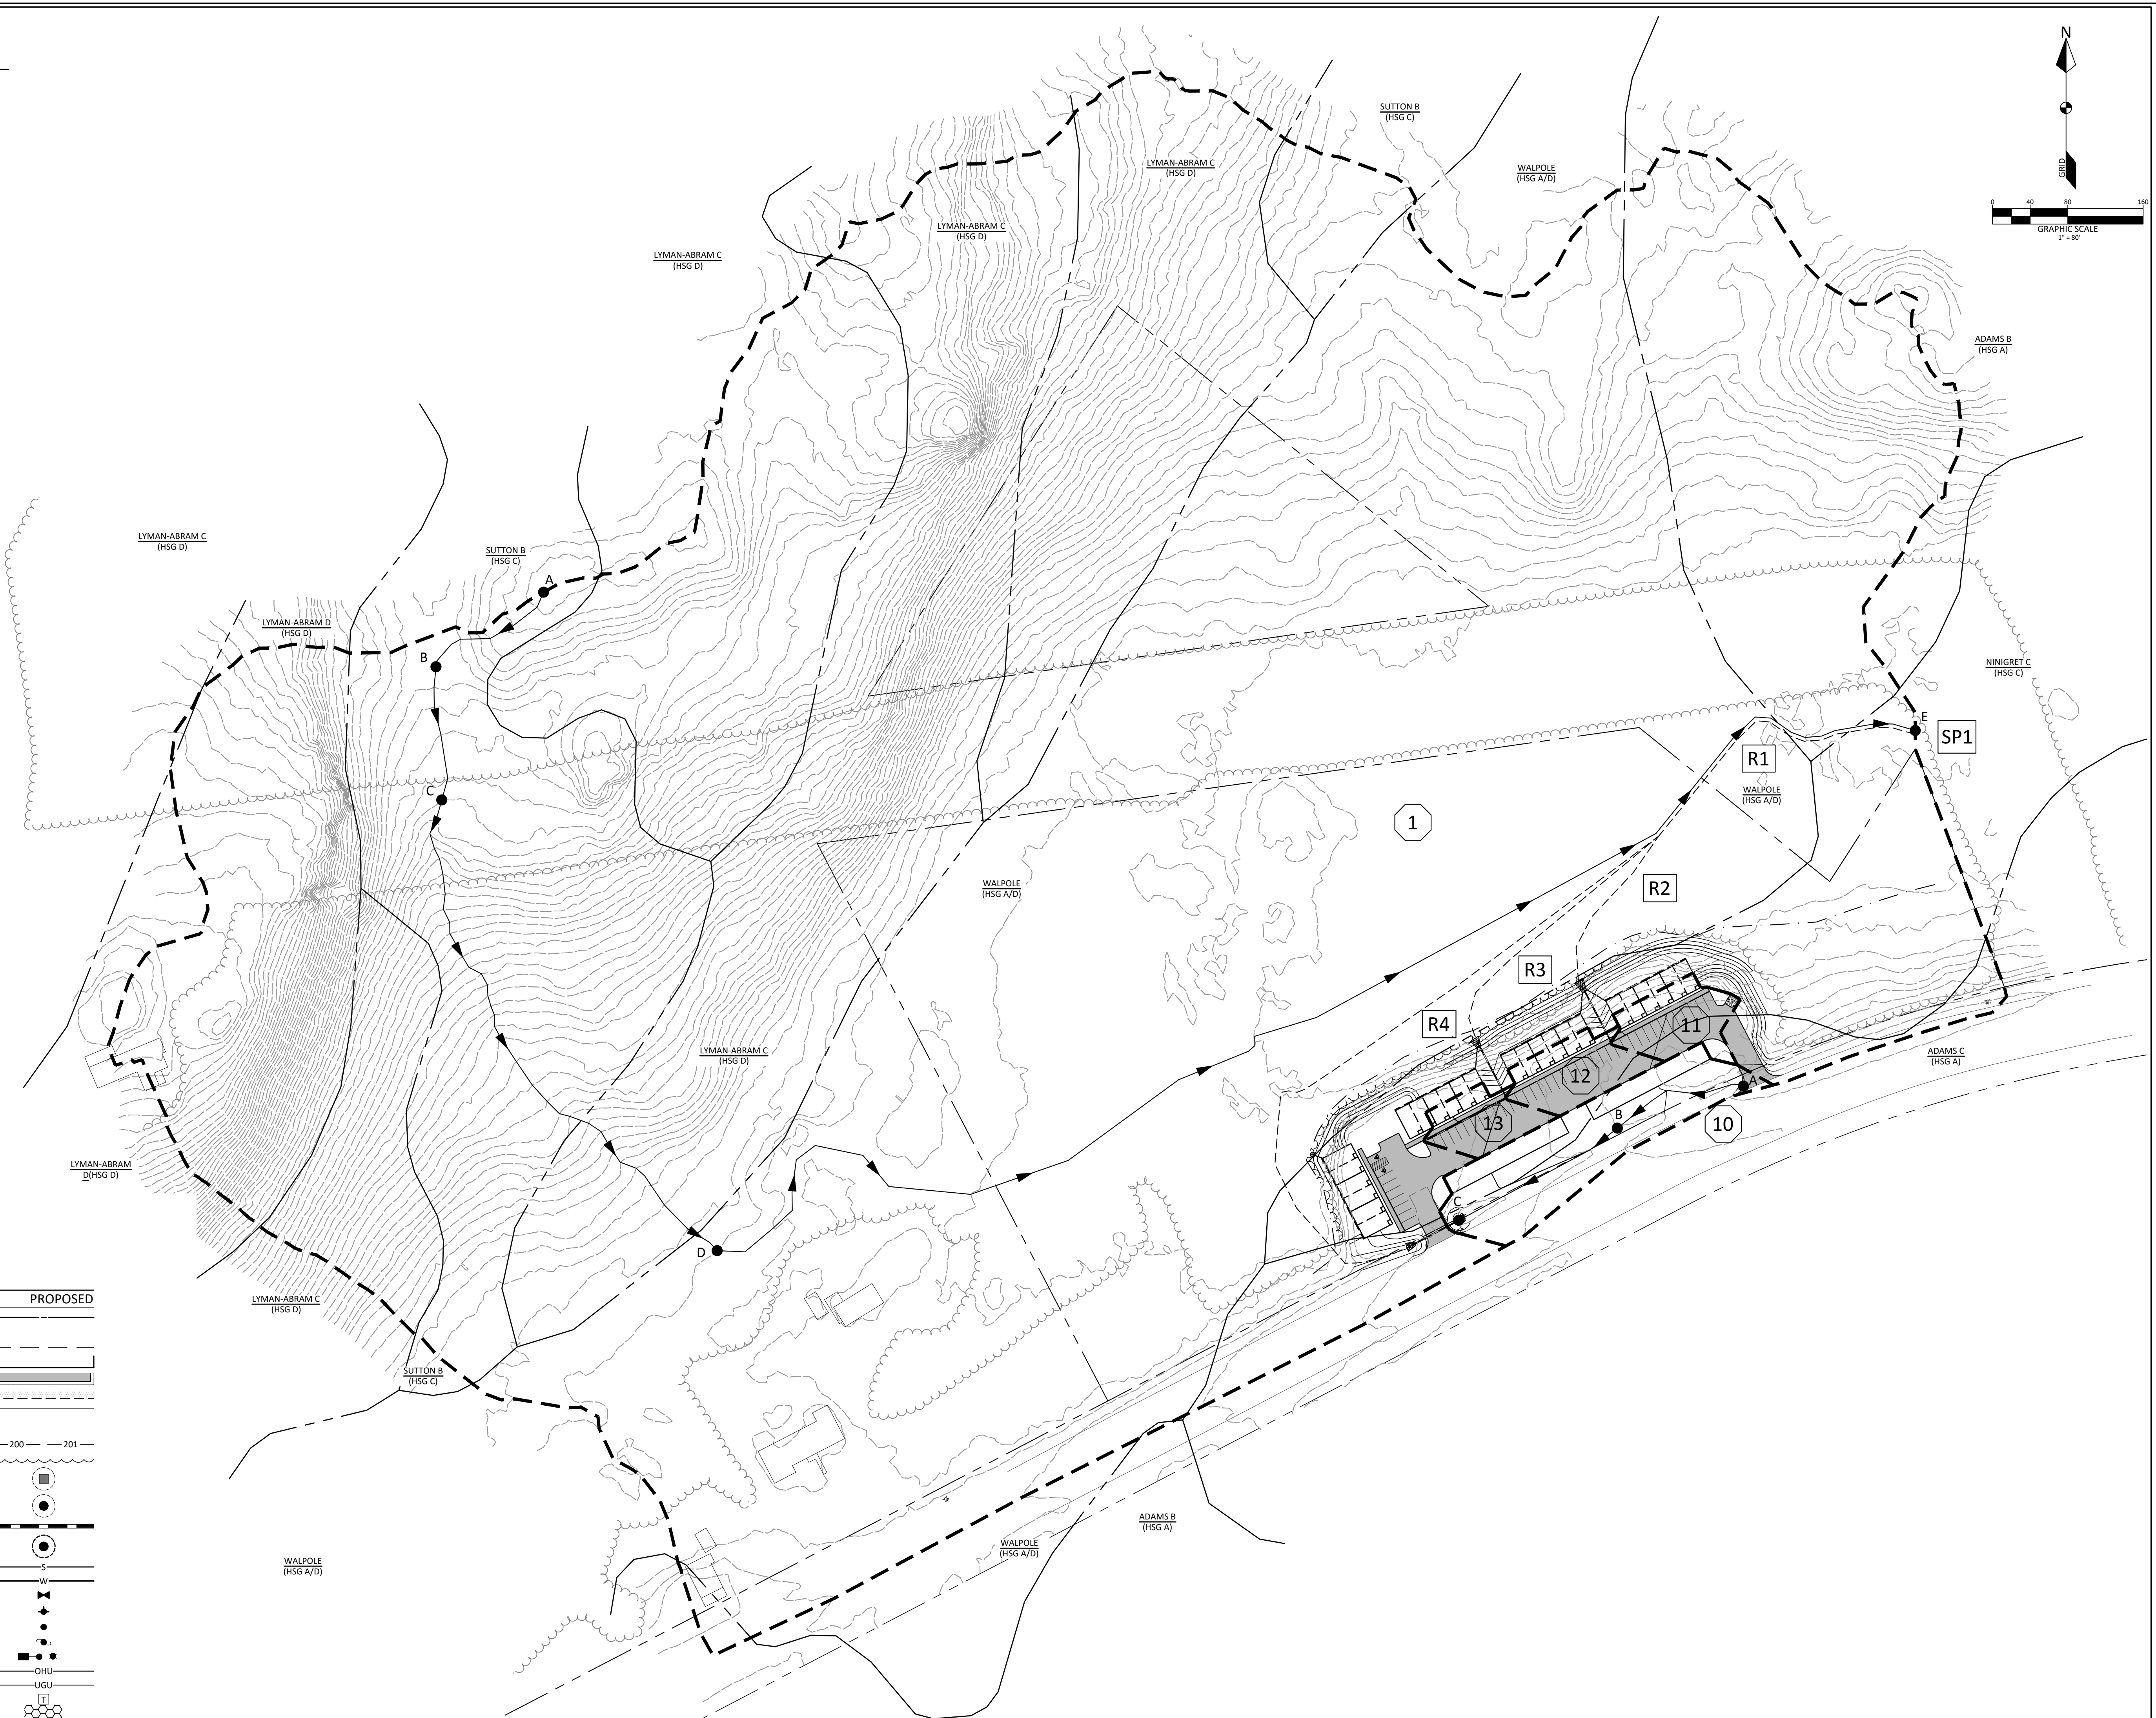 N
GRID
0 40 80 160
GRAPHIC SCALE
1" = 80'
SUTTON B
(HSG C)
LYMAN-ABRAM C
(HSG D)
WALPOLE
(HSG A/D)
LYMAN-ABRAM C
(HSG D)
LYMAN-ABRAM C
(HSG D)
ADAMS B
(HSG A)
LYMAN-ABRAM C
(HSG D)
SUTTON B
(HSG C)
A
LYMAN-ABRAM D
(HSG D)
B
NINIGRET C
(HSG C)
E
SP1
R1
WALPOLE
(HSG A/D)
C
1
WALPOLE
(HSG A/D)
R2
R3
R4
11
LYMAN-ABRAM C
(HSG D)
ADAMS C
(HSG A)
12
A
B
13
10
LYMAN-ABRAM
D(HSG D)
C
D
PROPOSED
LYMAN-ABRAM C
(HSG D)
SUTTON B
(HSG C)
200 201
ADAMS B
(HSG A)
WALPOLE
(HSG A/D)
WALPOLE
(HSG A/D)
S
W
OHU
UGU
T